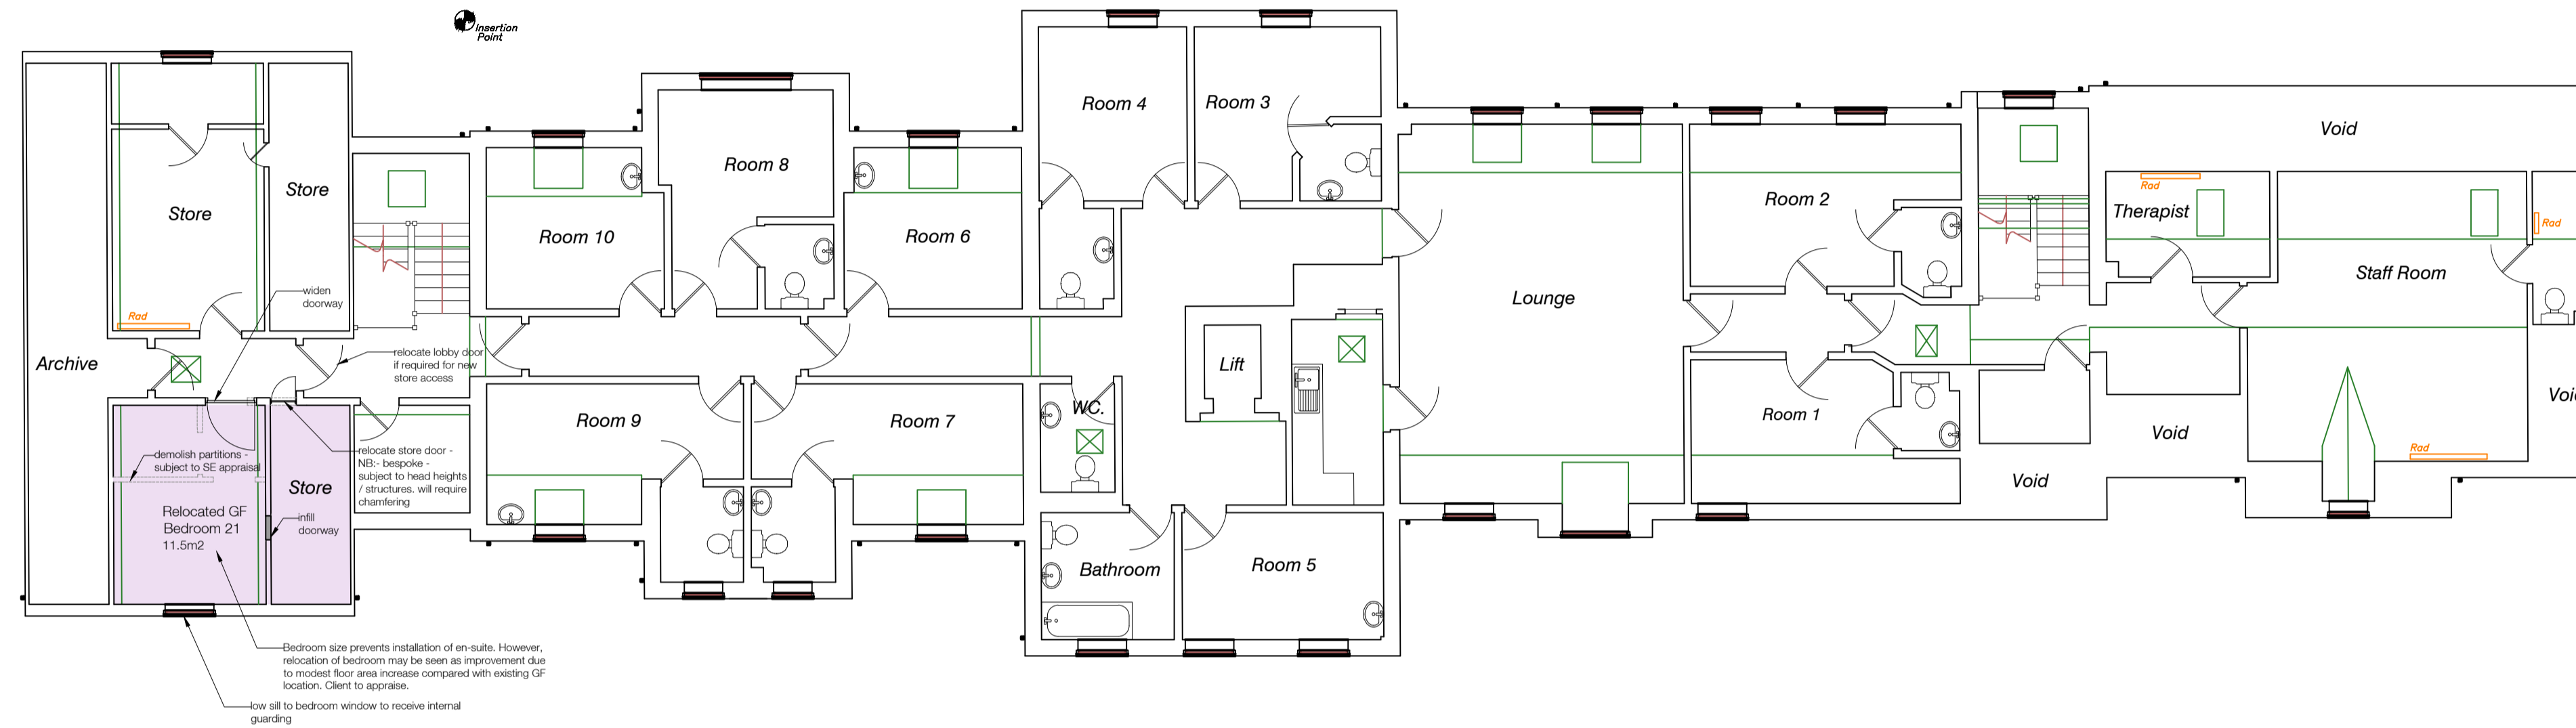 Insertion
Point
Room 4
Room 3
Void
Room 8
Store
Store
Room 2
Rad
Therapist
Rad
Room 10
Room 6
Staff Room
widen
doorway
Lounge
Rad
Archive
relocate lobby door
if required for new
store access
Lift
WC.
Room 9
Room 7
Room 1
Void
demolish partitions -
subject to SE appraisal
relocate store door -
NB:- bespoke -
subject to head heights
/ structures. will require
chamfering
Store
Rad
Void
Relocated GF
Bedroom 21
11.5m2
infill
doorway
Bathroom
Room 5
Bedroom size prevents installation of en-suite. However,
relocation of bedroom may be seen as improvement due
to modest floor area increase compared with existing GF
location. Client to appraise.
low sill to bedroom window to receive internal
guarding